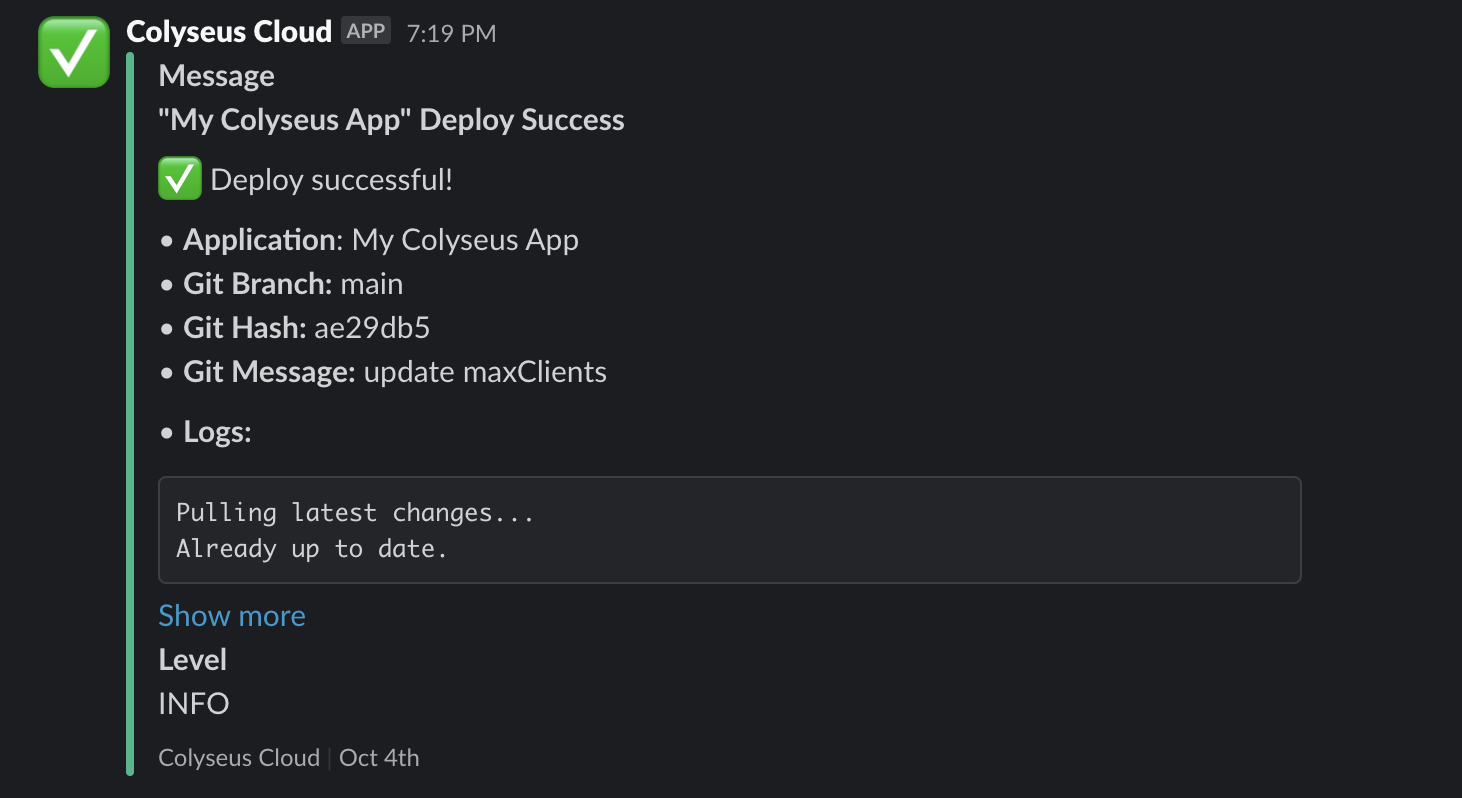 Colyseus Cloud APP 7:19 PM
Message
"My Colyseus App" Deploy Success
✅ Deploy successful!
• Application: My Colyseus App
• Git Branch: main
• Git Hash: ae29db5
• Git Message: update maxClients
• Logs:
Pulling latest changes...
Already up to date.
Show more
Level
INFO
Colyseus Cloud | Oct 4th